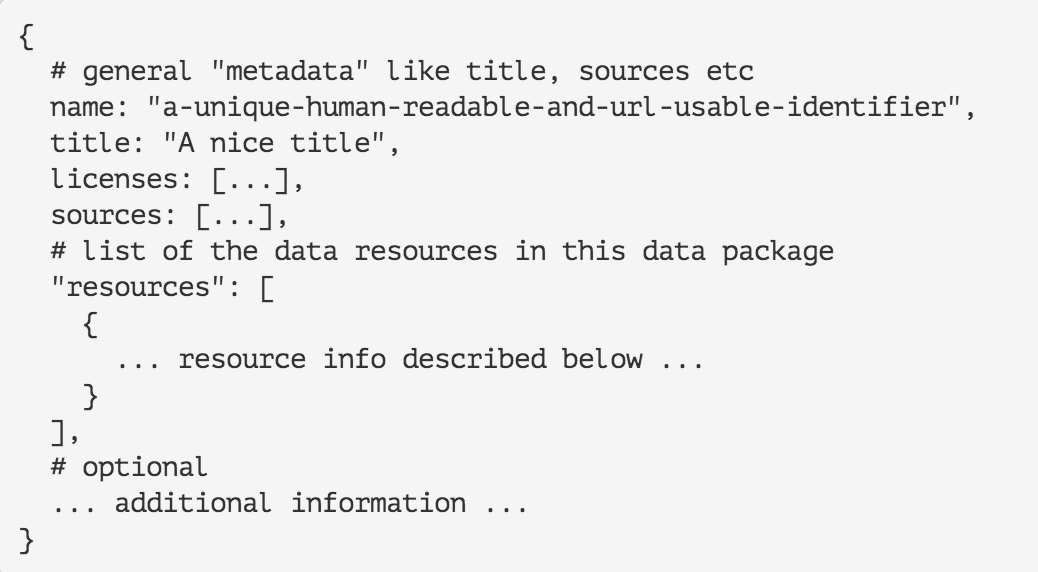 {
  # general "metadata" like title, sources etc
  name: "a-unique-human-readable-and-url-usable-identifier",
  title: "A nice title",
  licenses: [...],
  sources: [...],
  # list of the data resources in this data package
  "resources": [
    {
      ... resource info described below ...
    }
  ],
  # optional
  ... additional information ...
}